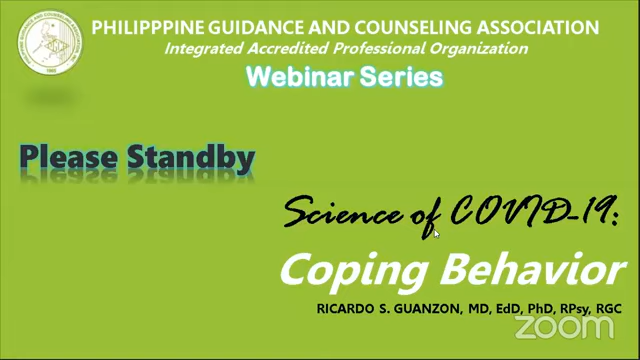 PHILIPPPINE GUIDANCE AND COUNSELING ASSOCIATION
Integrated Accredited Professional Organization
Webinar Series
Please Standby
Science of COVID-19:
Coping Behavior
RICARDO S. GUANZON, MD, EdD, PhD, RPsy, RGC
zoom